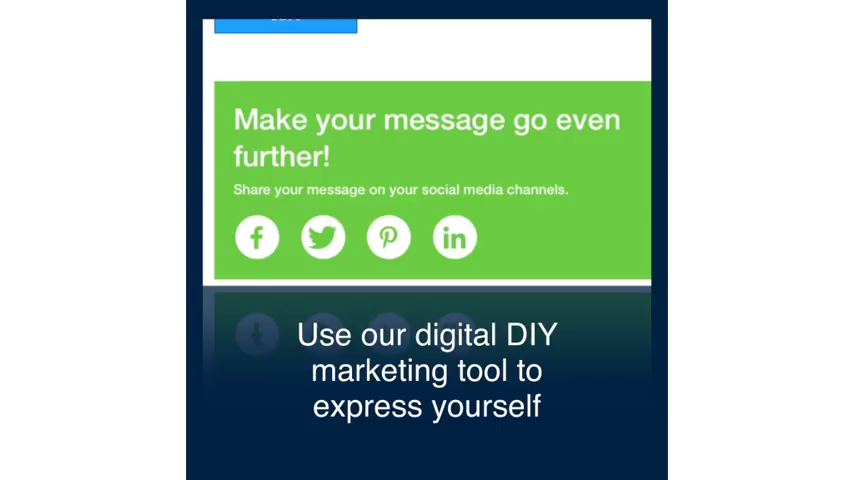 Make your message go even
further!
Share your message on your social media channels.
Use our digital DIY
marketing tool to
express yourself